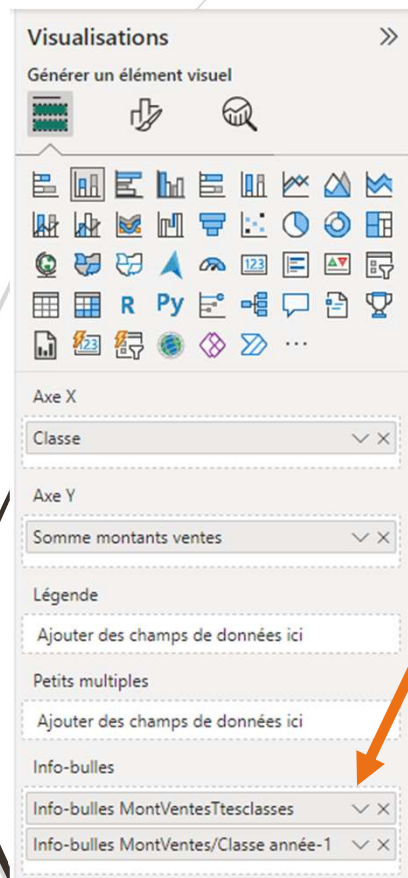 Visualisations
Générer un élément visuel
123
R Py
123
Axe X
Classe
Axe Y
Somme montants ventes
Légende
Ajouter des champs de données ici
Petits multiples
Ajouter des champs de données ici
Info-bulles
Info-bulles MontVentesTtesclasses
Info-bulles MontVentes/Classe année-1